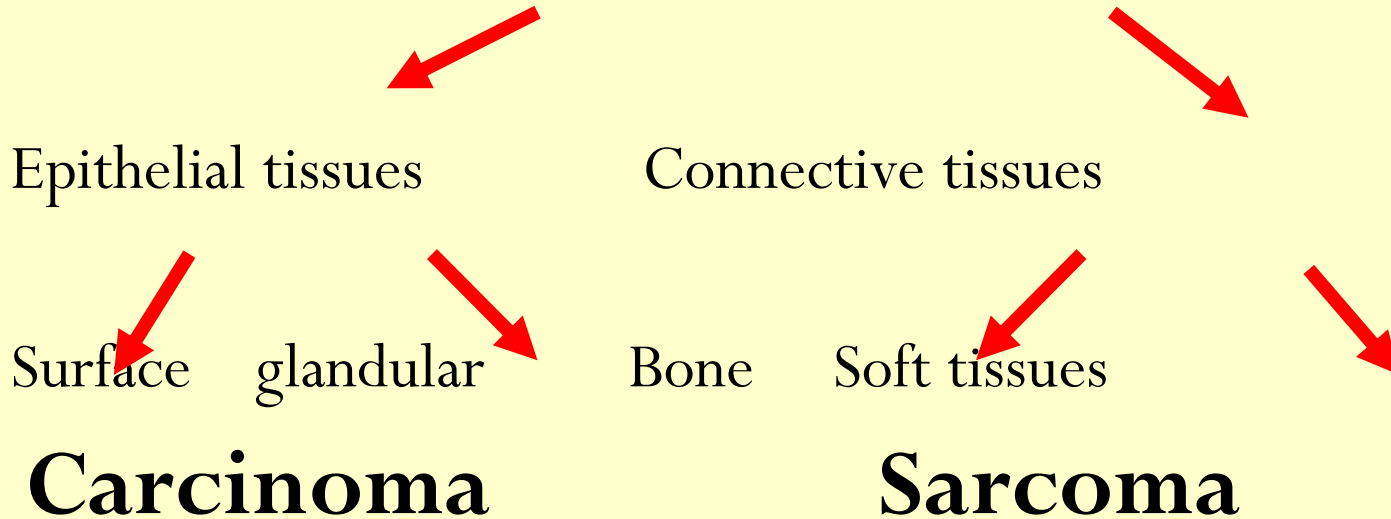 Epithelial tissues Connective tissues
Surface glandular Bone Soft tissues
Carcinoma Sarcoma